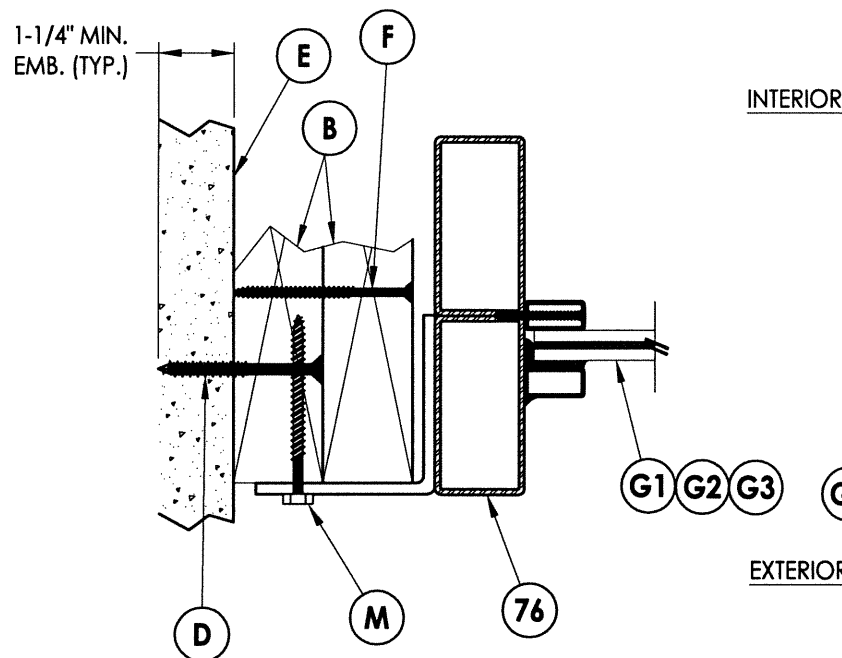 1-1/4" MIN.
EMB. (TYP.)
E
F
B
INTERIOR
G1 G2 G3
G
EXTERIOR
76
M
D